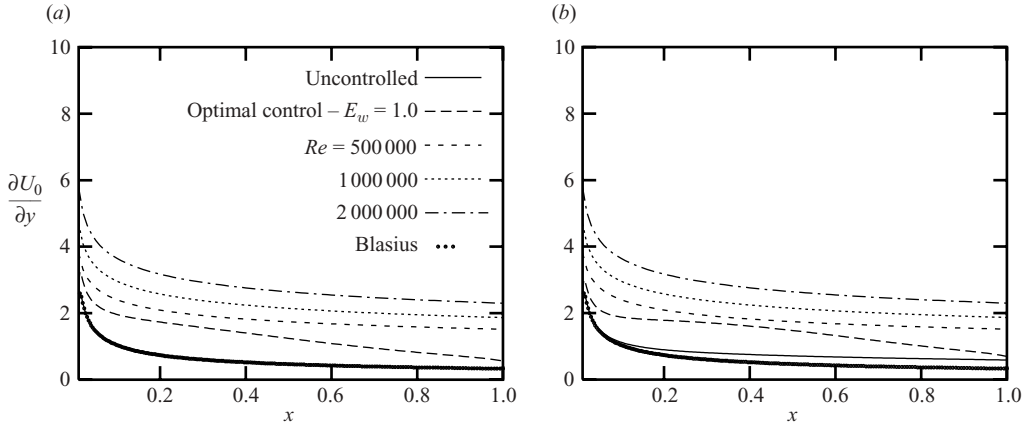 (a)
10
8
6
4
2
0
∂U₀
∂y
Uncontrolled
Optimal control – E_w = 1.0
Re = 500 000
1 000 000
2 000 000
Blasius
0.2 0.4 0.6 0.8 1.0
x
(b)
10
8
6
4
2
0
0.2 0.4 0.6 0.8 1.0
x